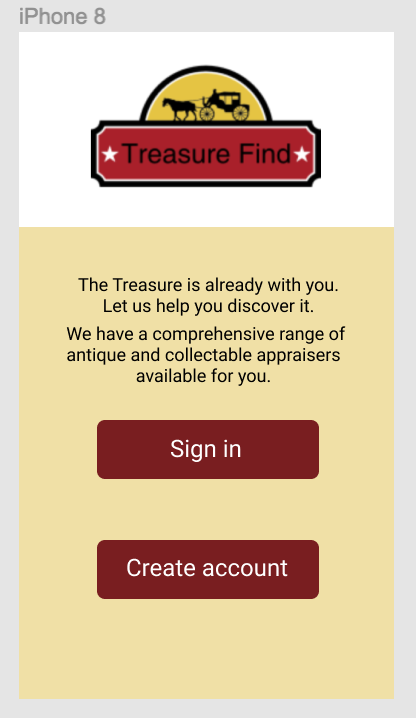 iPhone 8
Treasure Find
The Treasure is already with you.
Let us help you discover it.
We have a comprehensive range of
antique and collectable appraisers
available for you.
Sign in
Create account